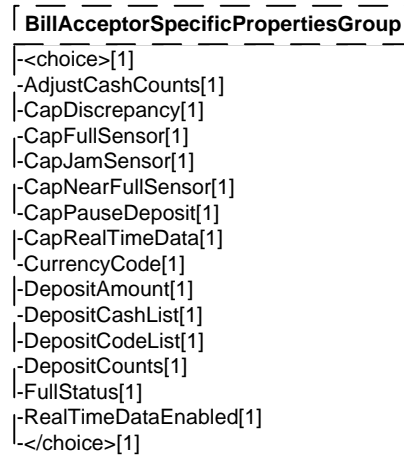 BillAcceptorSpecificPropertiesGroup
-<choice>[1]
-AdjustCashCounts[1]
-CapDiscrepancy[1]
-CapFullSensor[1]
-CapJamSensor[1]
-CapNearFullSensor[1]
-CapPauseDeposit[1]
-CapRealTimeData[1]
-CurrencyCode[1]
-DepositAmount[1]
-DepositCashList[1]
-DepositCodeList[1]
-DepositCounts[1]
-FullStatus[1]
-RealTimeDataEnabled[1]
-</choice>[1]